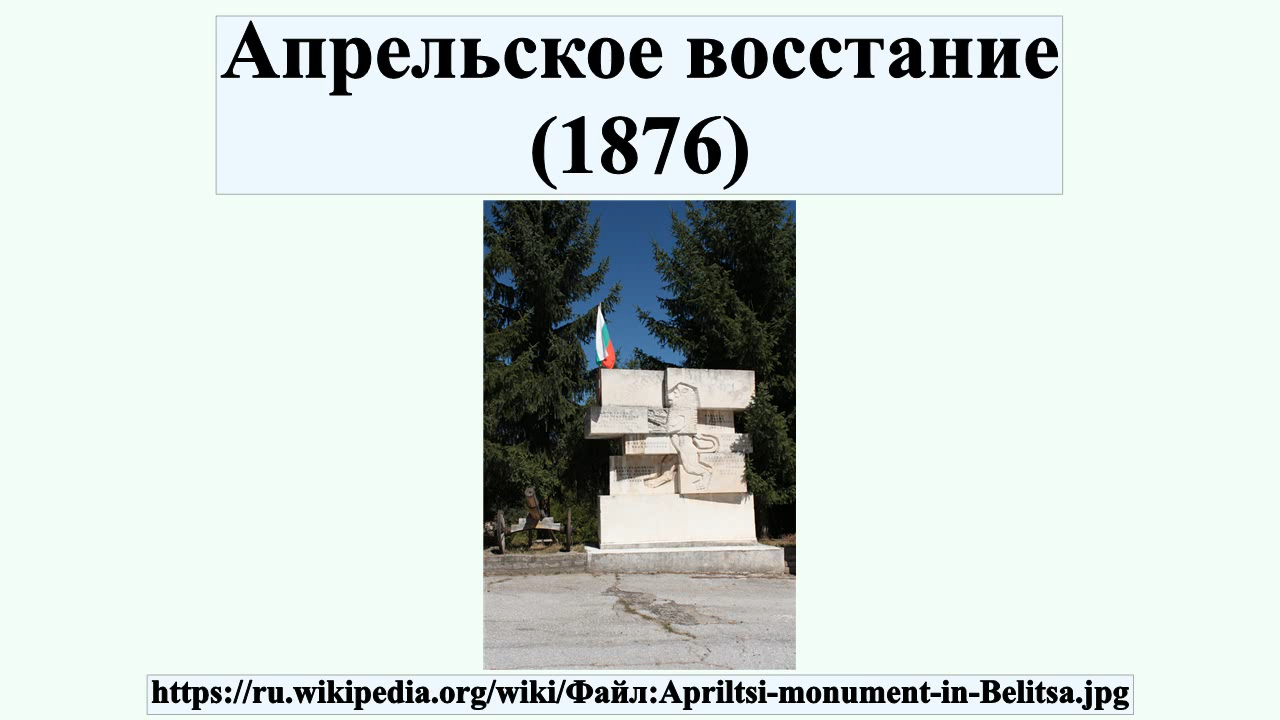 Апрельское восстание
(1876)
https://ru.wikipedia.org/wiki/Файл:Apriltsi-monument-in-Belitsa.jpg